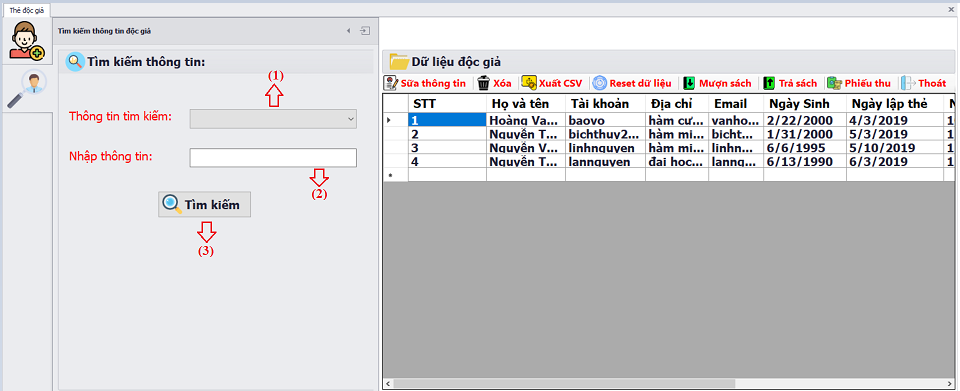 Thẻ độc giả
Tìm kiếm thông tin độc giả
Tìm kiếm thông tin:
(1)
Thông tin tìm kiếm:
Nhập thông tin:
(2)
Tìm kiếm
(3)
Dữ liệu độc giả
Sữa thông tin Xóa Xuất CSV Reset dữ liệu Mượn sách Trả sách Phiếu thu Thoát
STT Họ và tên Tài khoản Địa chỉ Email Ngày Sinh Ngày lập thẻ N
1 Hoàng Va... baovo hàm cư... vanho... 2/22/2000 4/3/2019 1
2 Nguyễn T... bichthuy2... hàm mi... bicht... 1/31/2000 5/3/2019 1
3 Nguyễn V... linhnguyen hàm mi... linhn... 6/6/1995 5/10/2019 1
4 Nguyễn T... lannguyen đại hoc... lannq... 6/13/1990 6/3/2019 1